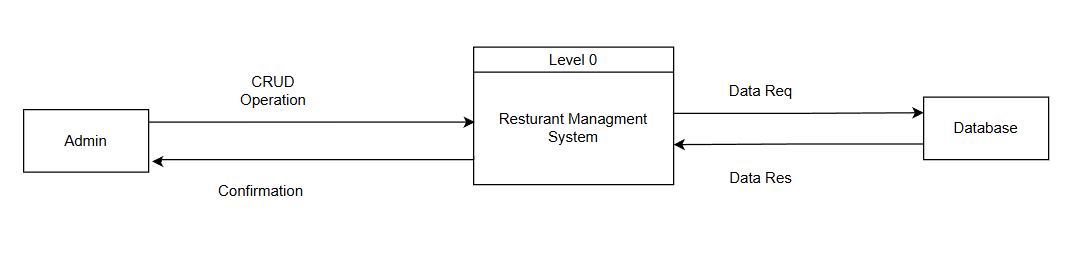 Level 0
CRUD
Operation
Data Req
Admin
Resturant Managment
System
Database
Confirmation
Data Res